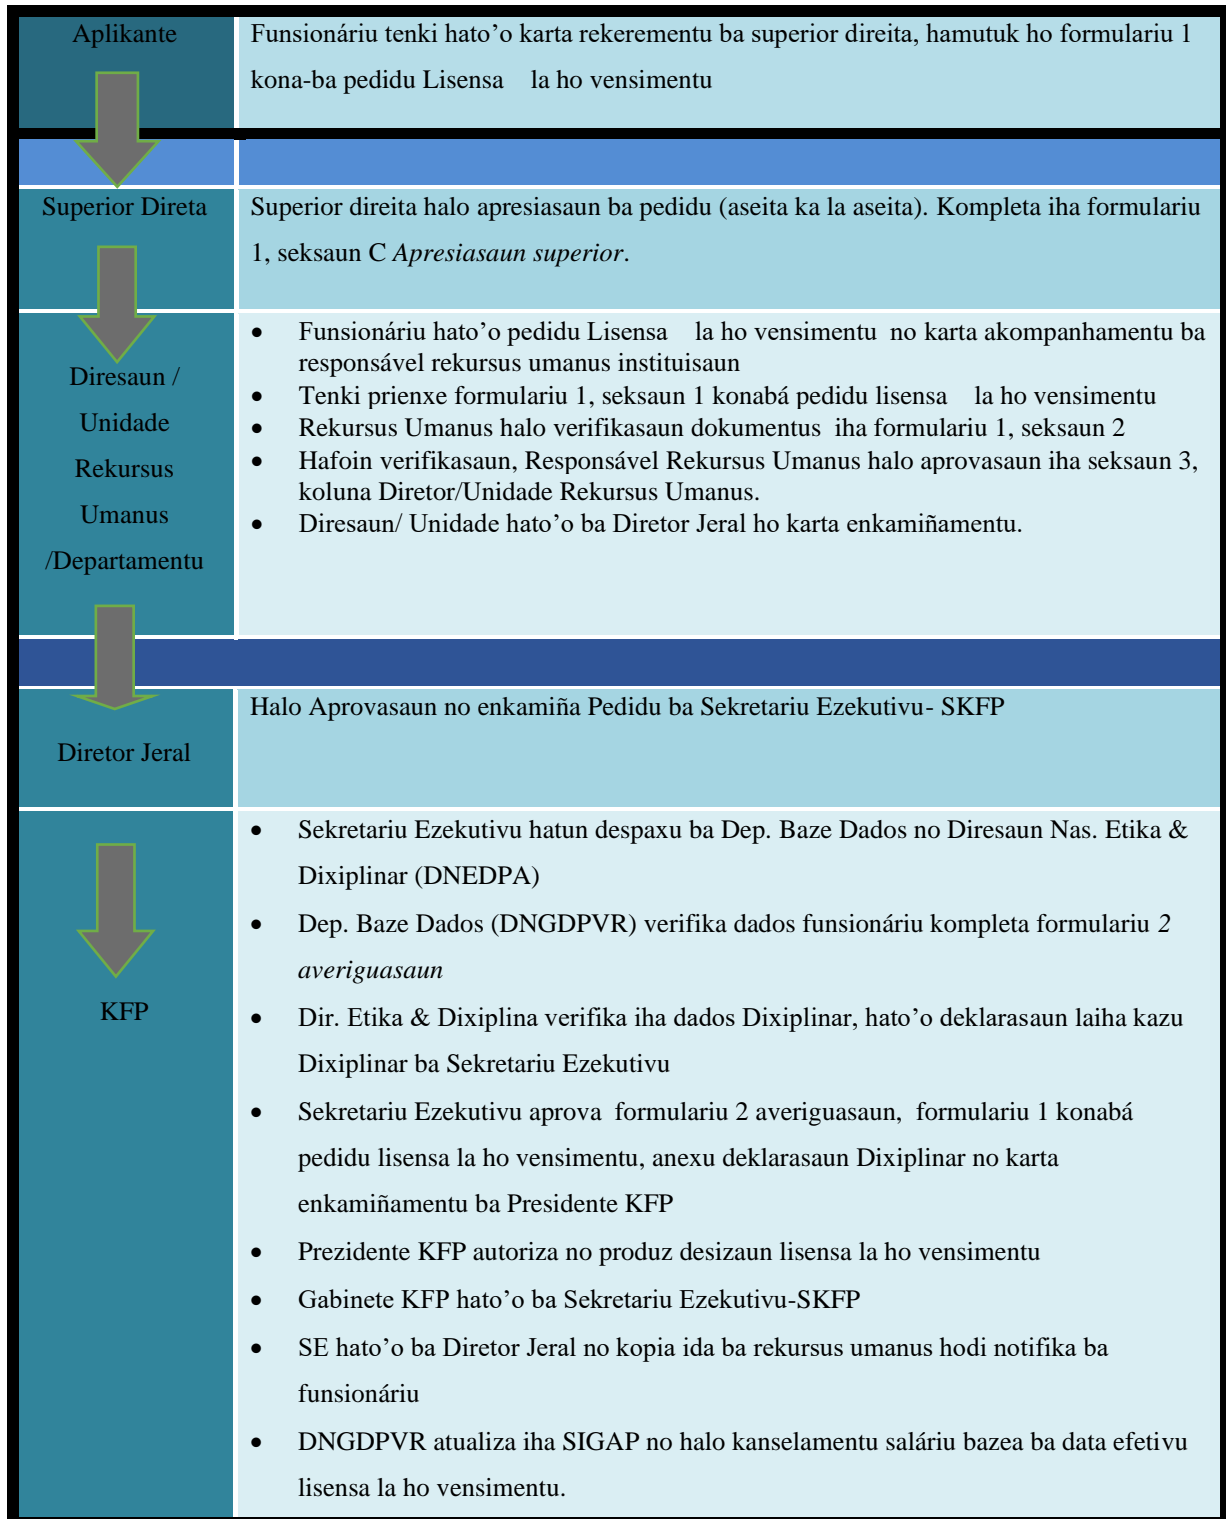 Aplikante
Funsionáriu tenki hato’o karta rekerementu ba superior direita, hamutuk ho formulariu 1
kona-ba pedidu Lisensa la ho vensimentu
Superior Direta
Superior direita halo apresiasaun ba pedidu (aseita ka la aseita). Kompleta iha formulariu
1, seksaun C Apresiasaun superior.
Diresaun /
Unidade
Rekursus
Umanus
/Departamentu
• Funsionáriu hato’o pedidu Lisensa la ho vensimentu no karta akompanhamentu ba
responsável rekursus umanus instituisaun
• Tenki prienxe formulariu 1, seksaun 1 konabá pedidu lisensa la ho vensimentu
• Rekursus Umanus halo verifikasaun dokumentus iha formulariu 1, seksaun 2
• Hafoin verifikasaun, Responsável Rekursus Umanus halo aprovasaun iha seksaun 3,
koluna Diretor/Unidade Rekursus Umanus.
• Diresaun/ Unidade hato’o ba Diretor Jeral ho karta enkamiñamentu.
Diretor Jeral
Halo Aprovasaun no enkamiña Pedidu ba Sekretariu Ezekutivu- SKFP
KFP
• Sekretariu Ezekutivu hatun despaxu ba Dep. Baze Dados no Diresaun Nas. Etika &
Dixiplinar (DNEDPA)
• Dep. Baze Dados (DNGDPVR) verifika dados funsionáriu kompleta formulariu 2
averiguasaun
• Dir. Etika & Dixiplina verifika iha dados Dixiplinar, hato’o deklarasaun laiha kazu
Dixiplinar ba Sekretariu Ezekutivu
• Sekretariu Ezekutivu aprova formulariu 2 averiguasaun, formulariu 1 konabá
pedidu lisensa la ho vensimentu, anexu deklarasaun Dixiplinar no karta
enkamiñamentu ba Presidente KFP
• Prezidente KFP autoriza no produz desizaun lisensa la ho vensimentu
• Gabinete KFP hato’o ba Sekretariu Ezekutivu-SKFP
• SE hato’o ba Diretor Jeral no kopia ida ba rekursus umanus hodi notifika ba
funsionáriu
• DNGDPVR atualiza iha SIGAP no halo kanselamentu saláriu bazea ba data efetivu
lisensa la ho vensimentu.